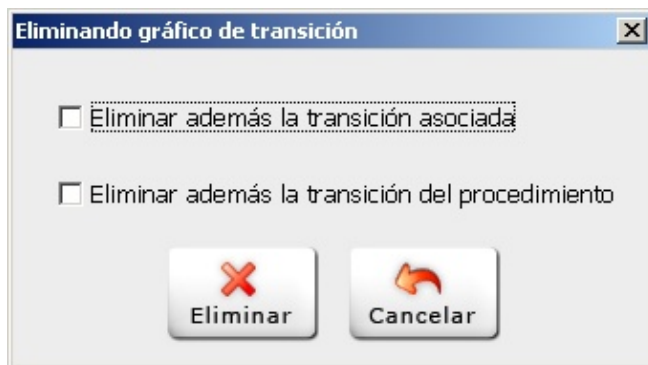 Eliminando gráfico de transición
Eliminar además la transición asociada
Eliminar además la transición del procedimiento
Eliminar
Cancelar